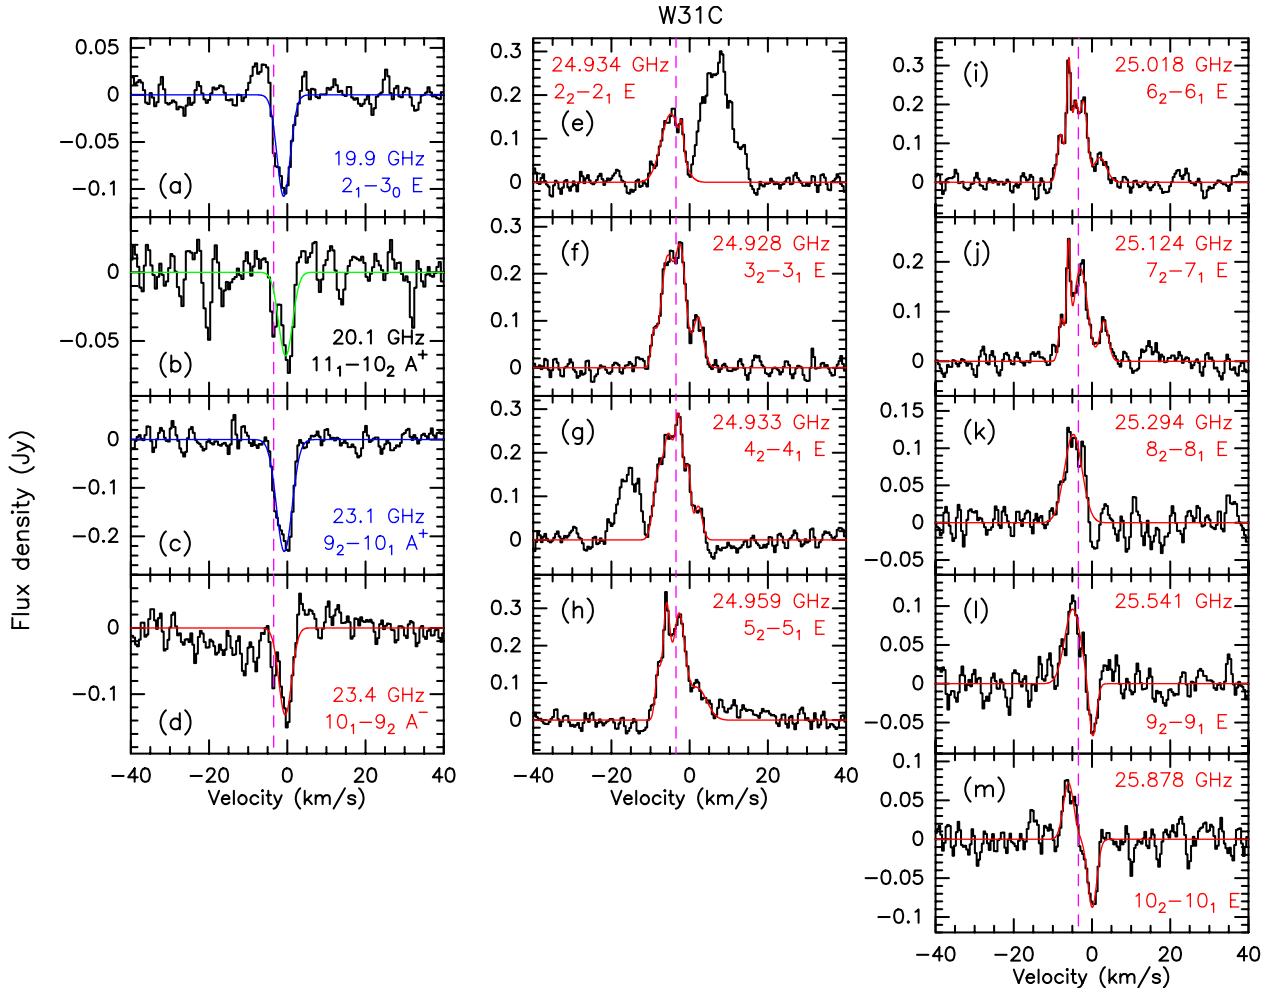 W31C
Flux density (Jy)
0.05
0
−0.05
−0.1
19.9 GHz
2₁−3₀ E
(a)
0
−0.05
20.1 GHz
11₁−10₂ A⁺
(b)
0
−0.1
−0.2
23.1 GHz
9₂−10₁ A⁺
(c)
0
−0.1
23.4 GHz
10₁−9₂ A⁻
(d)
−40 −20 0 20 40
Velocity (km/s)
0.3
0.2
0.1
0
24.934 GHz
2₂−2₁ E
(e)
0.3
0.2
0.1
0
(f)
24.928 GHz
3₂−3₁ E
0.3
0.2
0.1
0
(g)
24.933 GHz
4₂−4₁ E
0.3
0.2
0.1
0
(h)
24.959 GHz
5₂−5₁ E
−40 −20 0 20 40
Velocity (km/s)
0.3
0.2
0.1
0
(i)
25.018 GHz
6₂−6₁ E
0.2
0.1
0
(j)
25.124 GHz
7₂−7₁ E
0.15
0.1
0.05
0
−0.05
(k)
25.294 GHz
8₂−8₁ E
0.1
0.05
0
−0.05
(l)
25.541 GHz
9₂−9₁ E
0.1
0.05
0
−0.05
−0.1
(m)
25.878 GHz
10₂−10₁ E
−40 −20 0 20 40
Velocity (km/s)